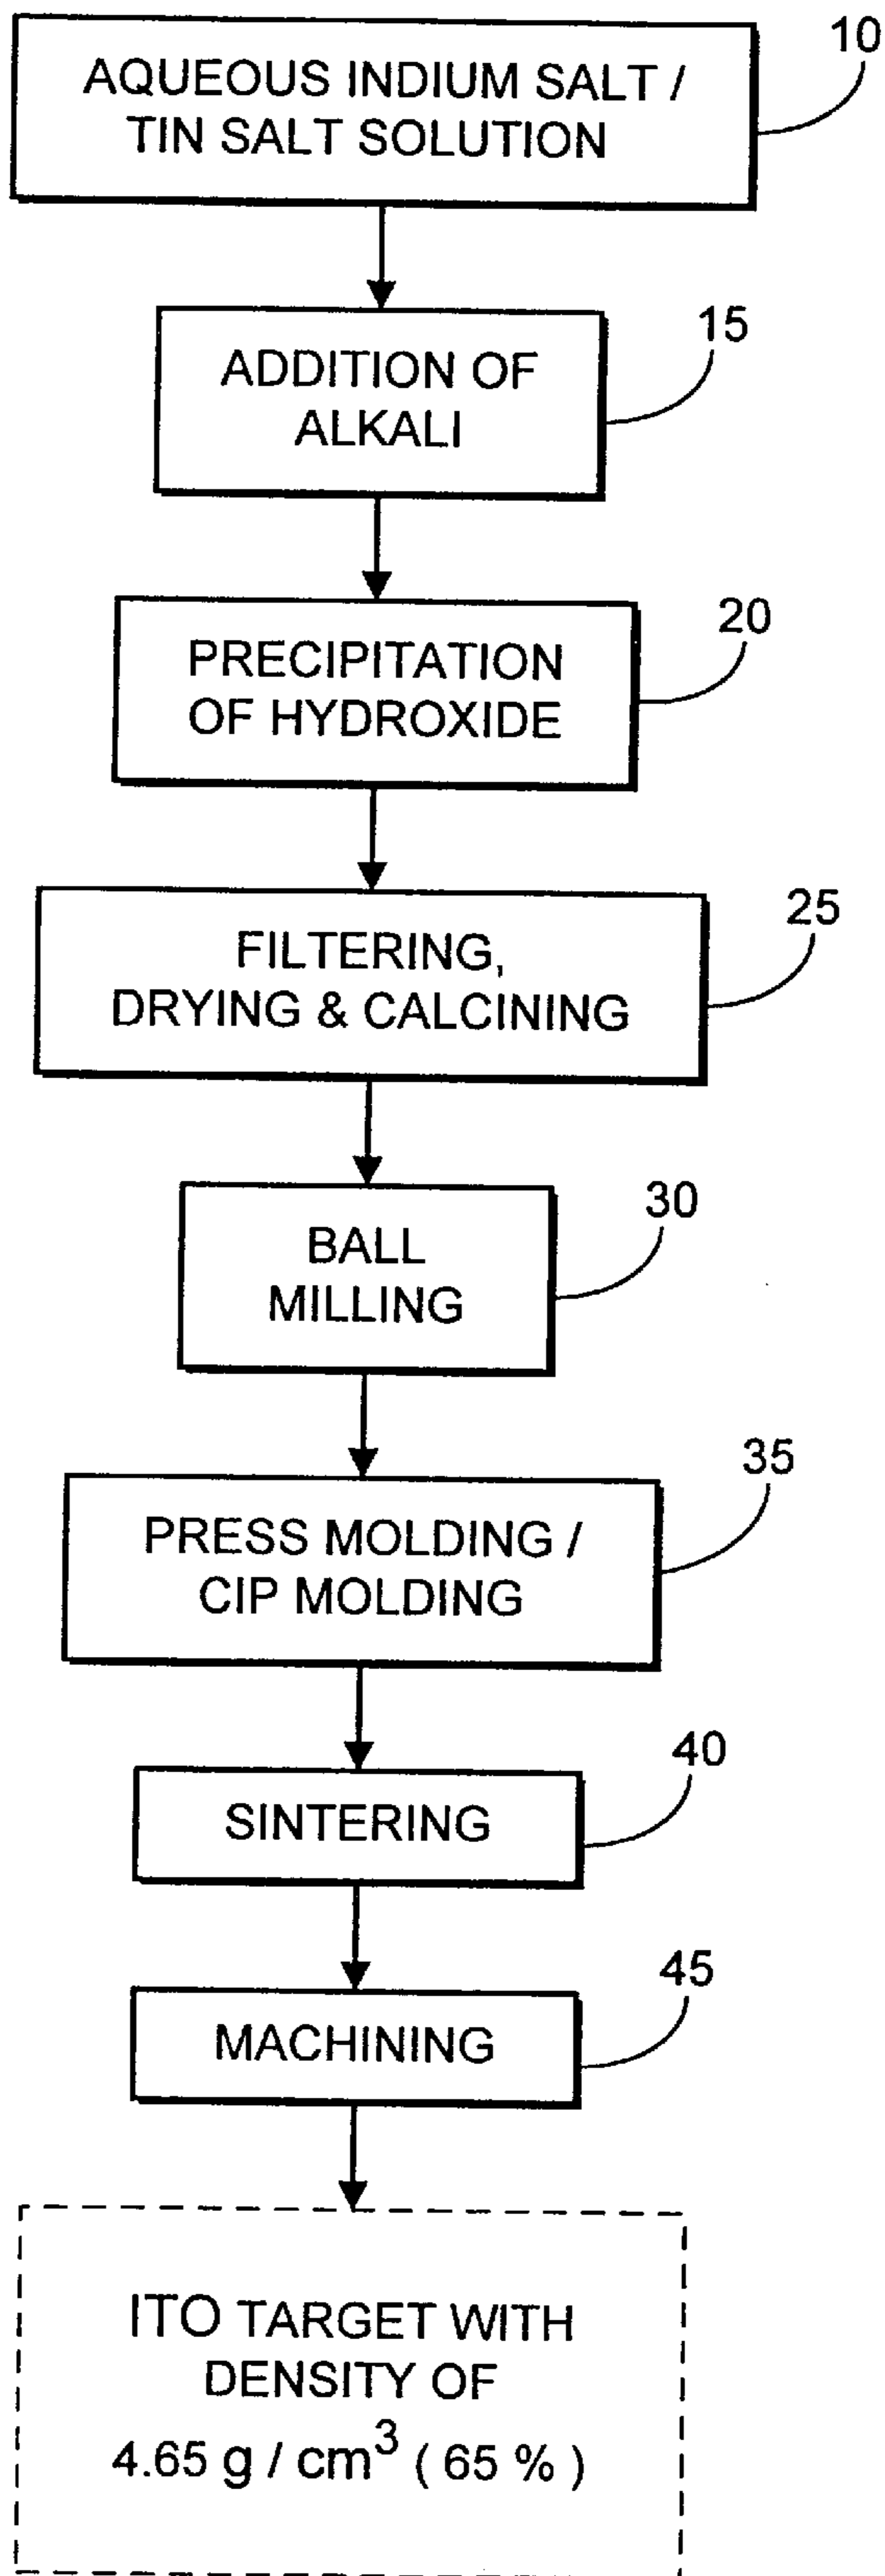 10
AQUEOUS INDIUM SALT /
TIN SALT SOLUTION
15
ADDITION OF
ALKALI
20
PRECIPITATION
OF HYDROXIDE
25
FILTERING,
DRYING & CALCINING
30
BALL
MILLING
35
PRESS MOLDING /
CIP MOLDING
40
SINTERING
45
MACHINING
ITO TARGET WITH
DENSITY OF
4.65 g / cm³ ( 65 % )